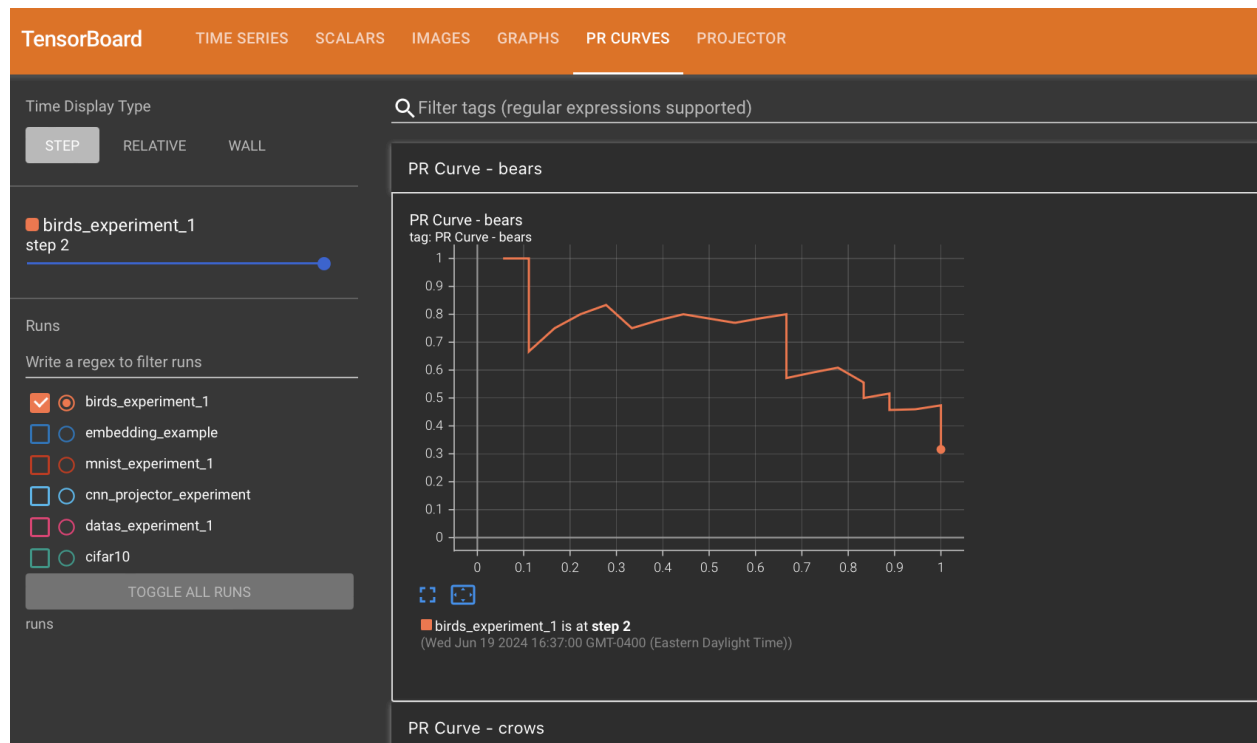 TensorBoard TIME SERIES SCALARS IMAGES GRAPHS PR CURVES PROJECTOR
Time Display Type
STEP RELATIVE WALL
birds_experiment_1
step 2
Runs
Write a regex to filter runs
birds_experiment_1
embedding_example
mnist_experiment_1
cnn_projector_experiment
datas_experiment_1
cifar10
TOGGLE ALL RUNS
runs
Filter tags (regular expressions supported)
PR Curve - bears
PR Curve - bears
tag: PR Curve - bears
1
0.9
0.8
0.7
0.6
0.5
0.4
0.3
0.2
0.1
0
0 0.1 0.2 0.3 0.4 0.5 0.6 0.7 0.8 0.9 1
birds_experiment_1 is at step 2
(Wed Jun 19 2024 16:37:00 GMT-0400 (Eastern Daylight Time))
PR Curve - crows